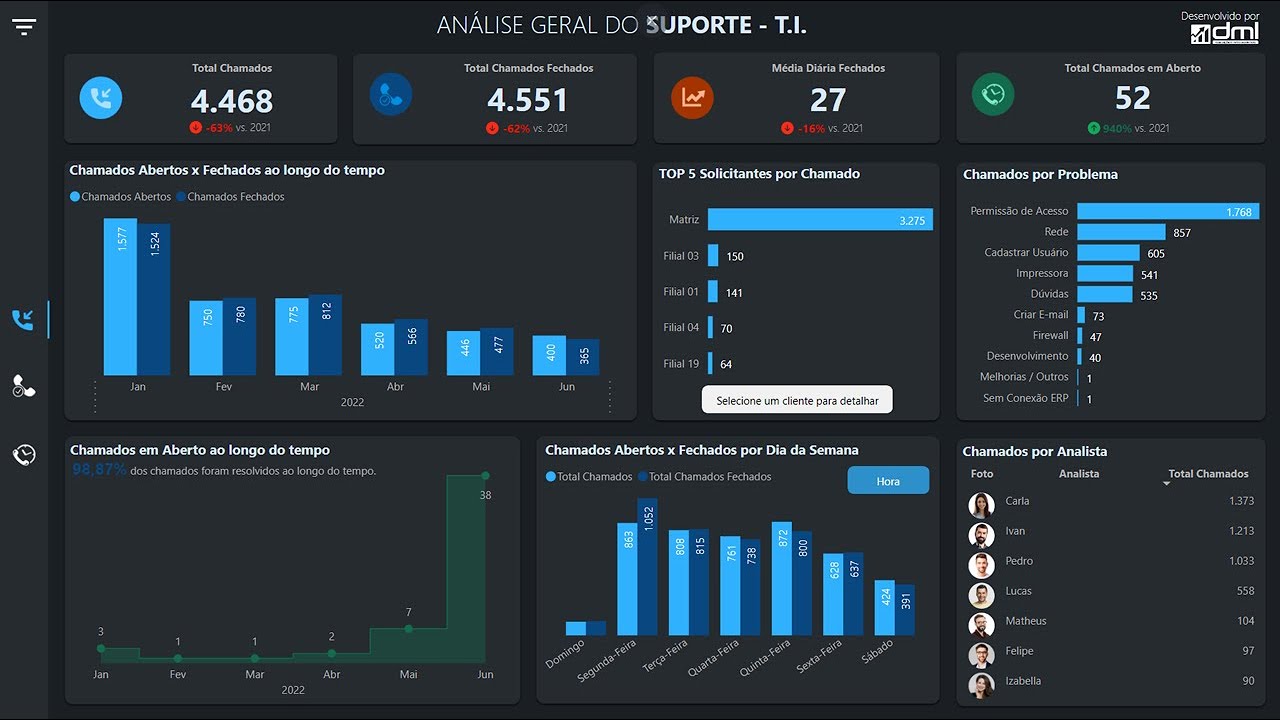 ANÁLISE GERAL DO SUPORTE - T.I.
Desenvolvido por
dml
Total Chamados
4.468
-63% vs. 2021
Total Chamados Fechados
4.551
-62% vs. 2021
Média Diária Fechados
27
-16% vs. 2021
Total Chamados em Aberto
52
940% vs. 2021
Chamados Abertos x Fechados ao longo do tempo
Chamados Abertos Chamados Fechados
1.577 1.524
750 780
775 812
520 566
446 477
400 365
Jan Fev Mar Abr Mai Jun
2022
TOP 5 Solicitantes por Chamado
Matriz 3.275
Filial 03 150
Filial 01 141
Filial 04 70
Filial 19 64
Selecione um cliente para detalhar
Chamados por Problema
Permissão de Acesso 1.768
Rede 857
Cadastrar Usuário 605
Impressora 541
Dúvidas 535
Criar E-mail 73
Firewall 47
Desenvolvimento 40
Melhorias / Outros 1
Sem Conexão ERP 1
Chamados em Aberto ao longo do tempo
98,87% dos chamados foram resolvidos ao longo do tempo.
3 1 1 2 7 38
Jan Fev Mar Abr Mai Jun
2022
Chamados Abertos x Fechados por Dia da Semana
Total Chamados Total Chamados Fechados
Hora
863 1.052
808 815
761 738
872 800
628 637
424 391
Domingo Segunda-Feira Terça-Feira Quarta-Feira Quinta-Feira Sexta-Feira Sábado
Chamados por Analista
Foto Analista Total Chamados
Carla 1.373
Ivan 1.213
Pedro 1.033
Lucas 558
Matheus 104
Felipe 97
Izabella 90